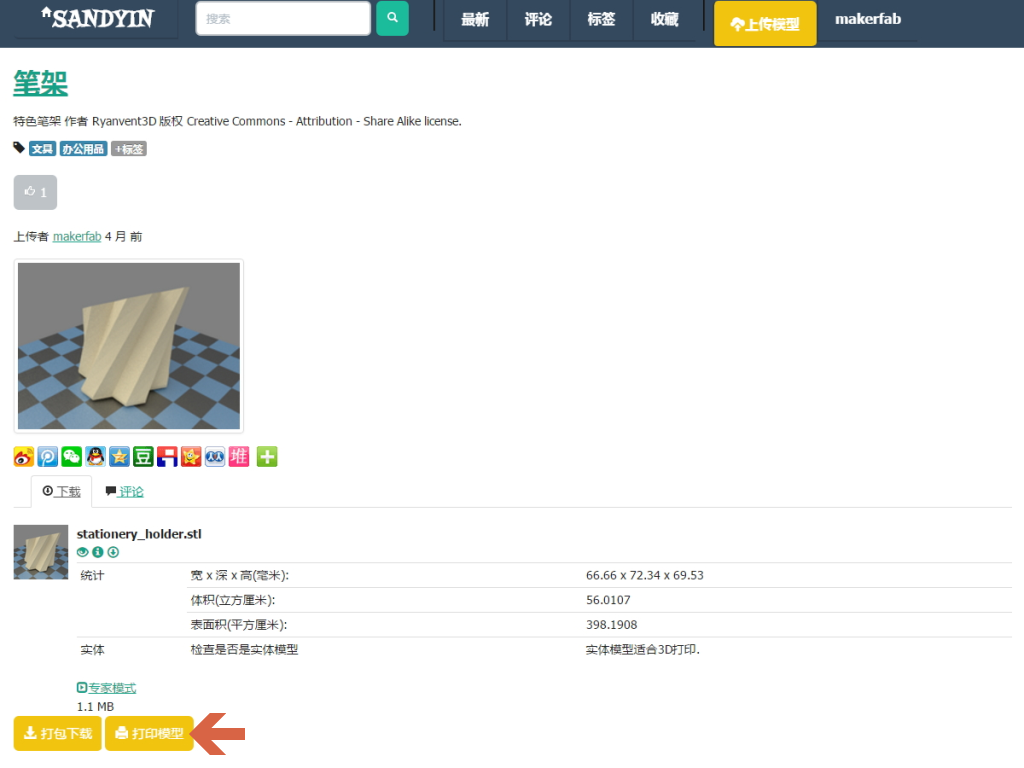 SANDYIN 搜索 最新 评论 标签 收藏 上传模型 makerfab
笔架
特色笔架 作者 Ryanvent3D 版权 Creative Commons - Attribution - Share Alike license.
文具 办公用品 +标签
1
上传者 makerfab 4 月 前
豆 堆
下载 评论
stationery_holder.stl
统计 宽 x 深 x 高(毫米): 66.66 x 72.34 x 69.53
体积(立方厘米): 56.0107
表面积(平方厘米): 398.1908
实体 检查是否是实体模型 实体模型适合3D打印.
专家模式
1.1 MB
打包下载 打印模型